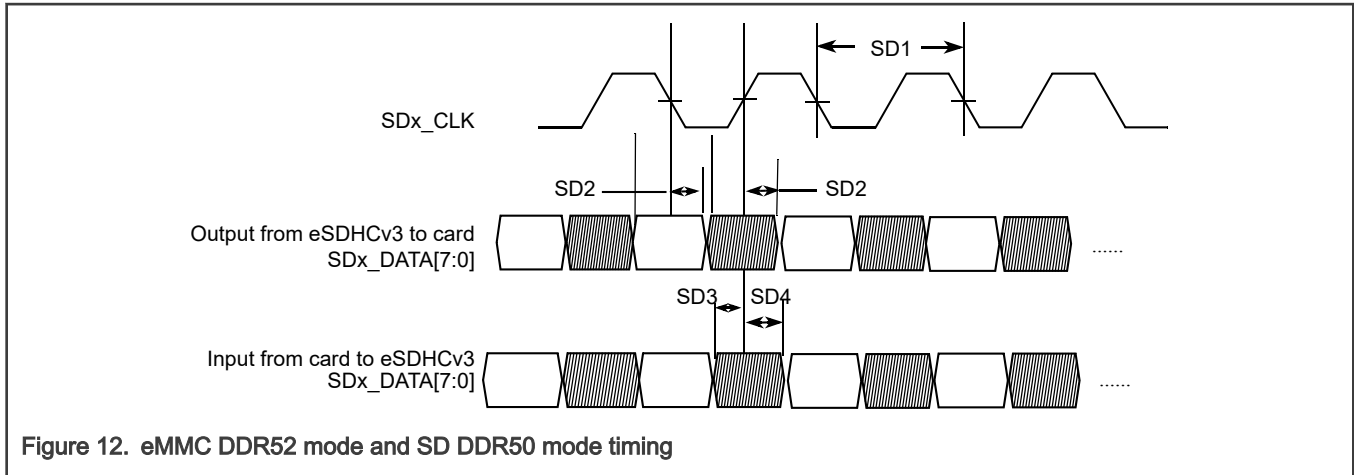 SD1
SDx_CLK
SD2
SD2
Output from eSDHCv3 to card
SDx_DATA[7:0]
......
SD3
SD4
Input from card to eSDHCv3
SDx_DATA[7:0]
......
Figure 12. eMMC DDR52 mode and SD DDR50 mode timing